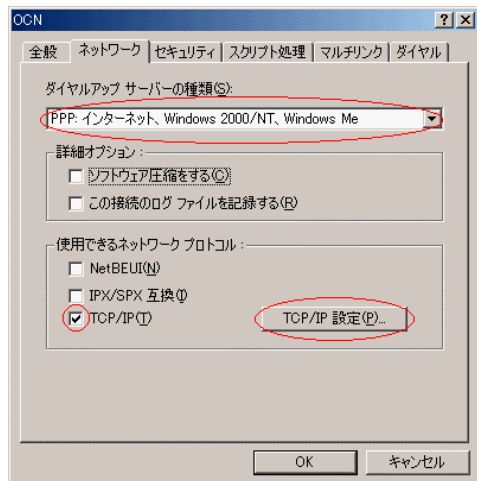 OCN
全般 ネットワーク セキュリティ スクリプト処理 マルチリンク ダイヤル
ダイヤルアップ サーバーの種類(S):
PPP: インターネット、Windows 2000/NT、Windows Me
詳細オプション :
ソフトウェア圧縮をする(C)
この接続のログ ファイルを記録する(R)
使用できるネットワーク プロトコル :
NetBEUI(N)
IPX/SPX 互換(I)
TCP/IP(T) TCP/IP 設定(P)...
OK キャンセル